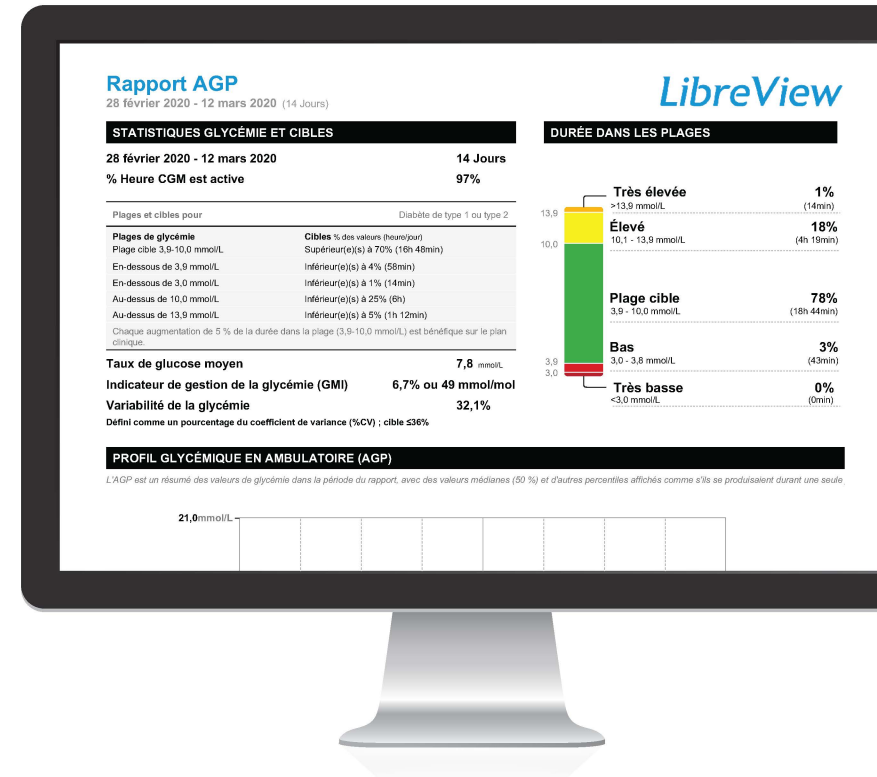 Rapport AGP
28 février 2020 - 12 mars 2020 (14 Jours)
LibreView
STATISTIQUES GLYCÉMIE ET CIBLES
28 février 2020 - 12 mars 2020 14 Jours
% Heure CGM est active 97%
Plages et cibles pour Diabète de type 1 ou type 2
Plages de glycémie Cibles % des valeurs (heure/jour)
Plage cible 3,9-10,0 mmol/L Supérieur(e)(s) à 70% (16h 48min)
En-dessous de 3,9 mmol/L Inférieur(e)(s) à 4% (58min)
En-dessous de 3,0 mmol/L Inférieur(e)(s) à 1% (14min)
Au-dessus de 10,0 mmol/L Inférieur(e)(s) à 25% (6h)
Au-dessus de 13,9 mmol/L Inférieur(e)(s) à 5% (1h 12min)
Chaque augmentation de 5 % de la durée dans la plage (3,9-10,0 mmol/L) est bénéfique sur le plan
clinique.
Taux de glucose moyen 7,8 mmol/L
Indicateur de gestion de la glycémie (GMI) 6,7% ou 49 mmol/mol
Variabilité de la glycémie 32,1%
Défini comme un pourcentage du coefficient de variance (%CV) ; cible ≤36%
DURÉE DANS LES PLAGES
Très élevée 1%
>13,9 mmol/L (14min)
13,9
Élevé 18%
10,1 - 13,9 mmol/L (4h 19min)
10,0
Plage cible 78%
3,9 - 10,0 mmol/L (18h 44min)
Bas 3%
3,0 - 3,8 mmol/L (43min)
3,9
3,0
Très basse 0%
<3,0 mmol/L (0min)
PROFIL GLYCÉMIQUE EN AMBULATOIRE (AGP)
L'AGP est un résumé des valeurs de glycémie dans la période du rapport, avec des valeurs médianes (50 %) et d'autres percentiles affichés comme s'ils se produisaient durant une seule
21,0mmol/L